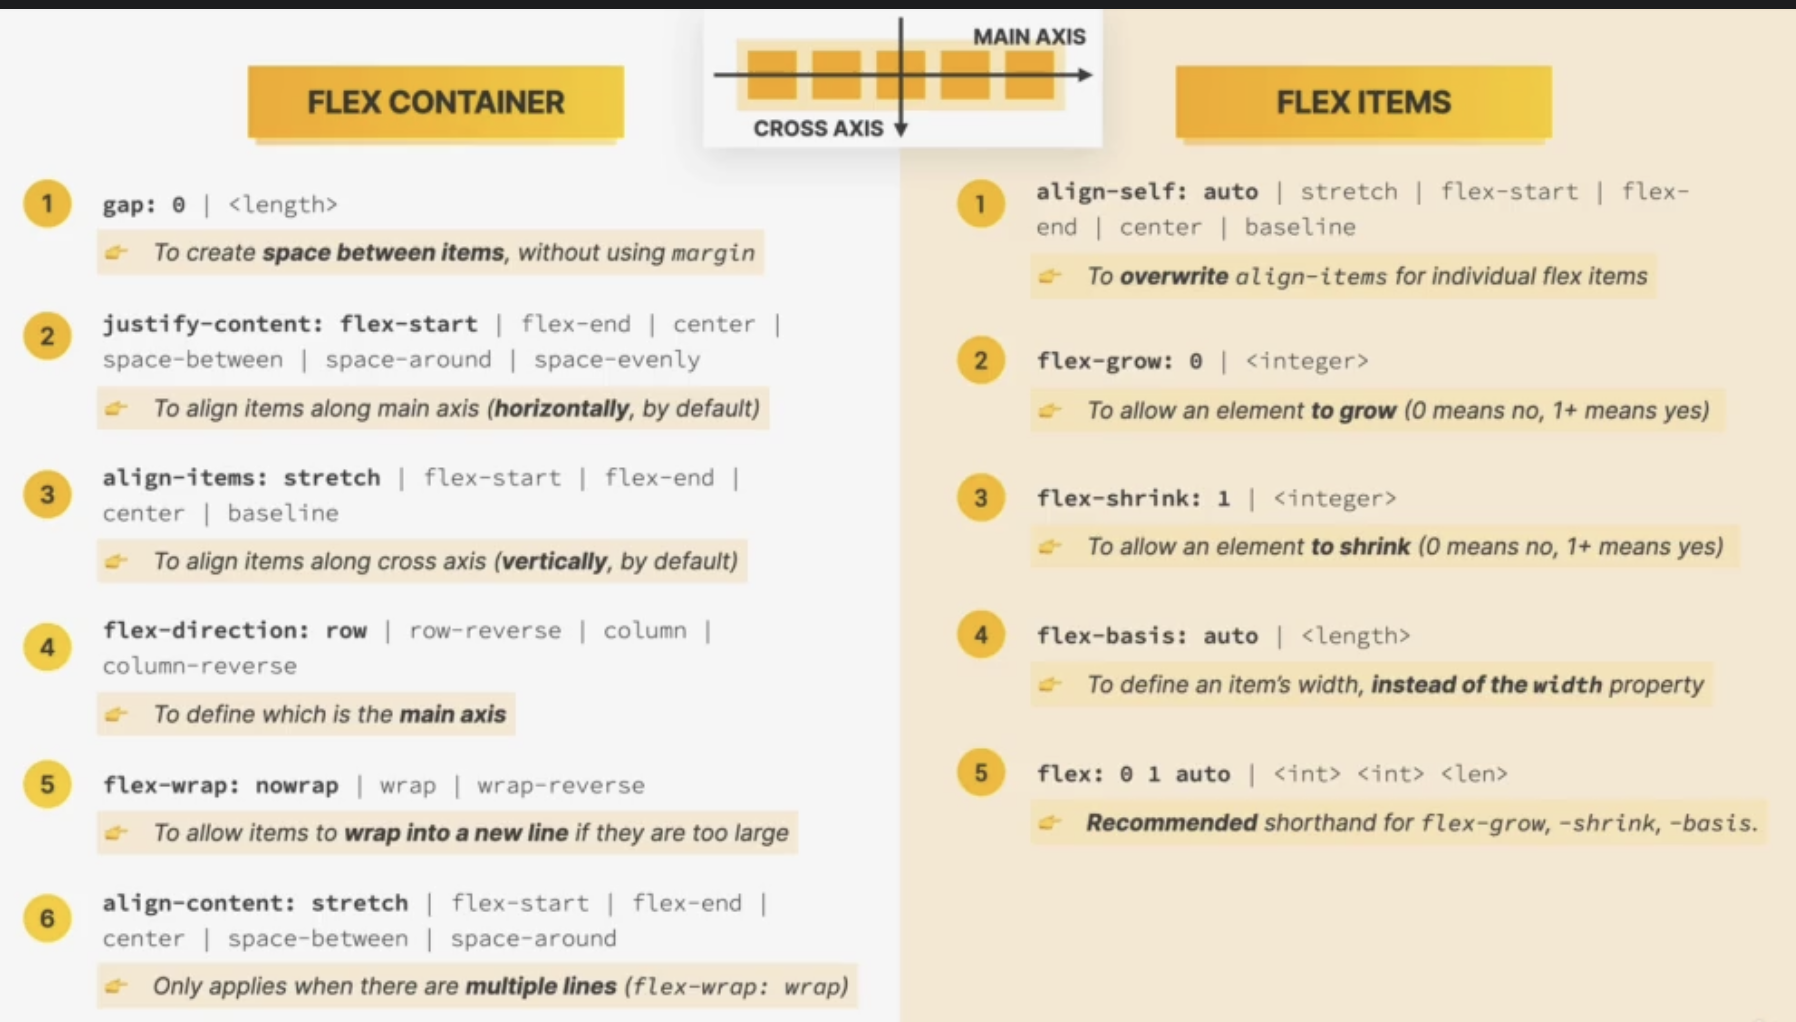 MAIN AXIS
CROSS AXIS
FLEX CONTAINER
1
gap: 0 | <length>
To create space between items, without using margin
2
justify-content: flex-start | flex-end | center |
space-between | space-around | space-evenly
To align items along main axis (horizontally, by default)
3
align-items: stretch | flex-start | flex-end |
center | baseline
To align items along cross axis (vertically, by default)
4
flex-direction: row | row-reverse | column |
column-reverse
To define which is the main axis
5
flex-wrap: nowrap | wrap | wrap-reverse
To allow items to wrap into a new line if they are too large
6
align-content: stretch | flex-start | flex-end |
center | space-between | space-around
Only applies when there are multiple lines (flex-wrap: wrap)
FLEX ITEMS
1
align-self: auto | stretch | flex-start | flex-
end | center | baseline
To overwrite align-items for individual flex items
2
flex-grow: 0 | <integer>
To allow an element to grow (0 means no, 1+ means yes)
3
flex-shrink: 1 | <integer>
To allow an element to shrink (0 means no, 1+ means yes)
4
flex-basis: auto | <length>
To define an item's width, instead of the width property
5
flex: 0 1 auto | <int> <int> <len>
Recommended shorthand for flex-grow, -shrink, -basis.